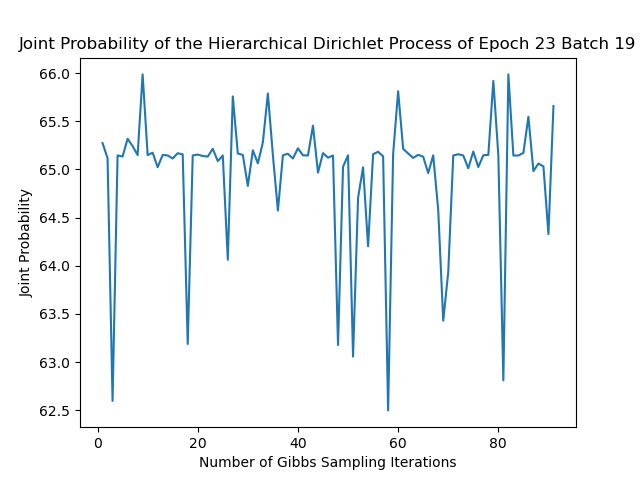 Joint Probability of the Hierarchical Dirichlet Process of Epoch 23 Batch 19
66.0
65.5
65.0
64.5
64.0
63.5
63.0
62.5
Joint Probability
0 20 40 60 80
Number of Gibbs Sampling Iterations